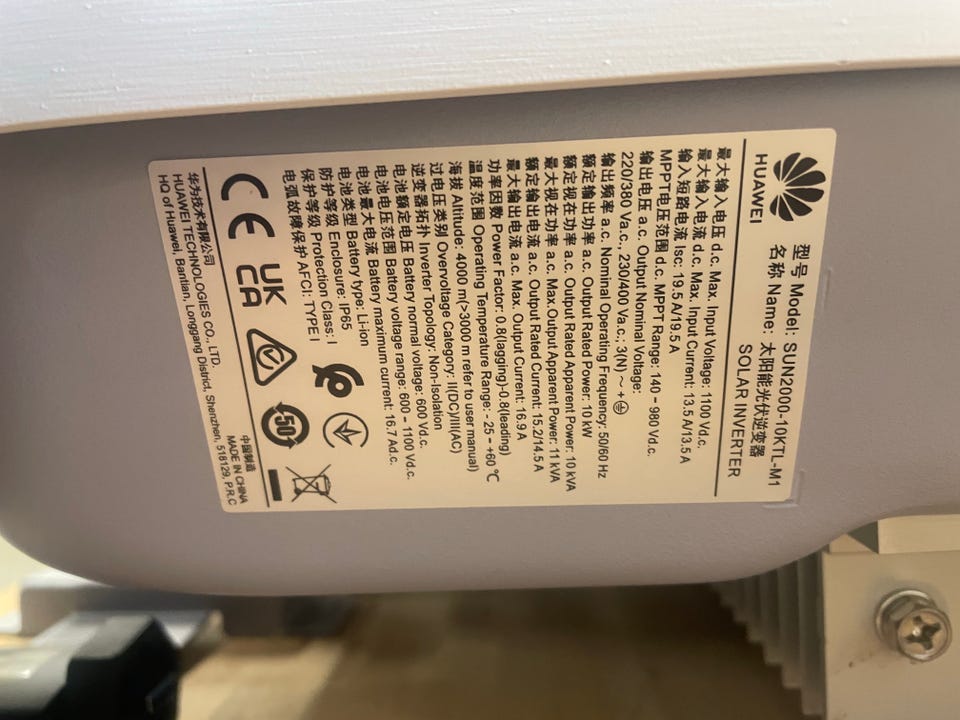 HUAWEI
型号 Model: SUN2000-10KTL-M1
名称 Name: 太阳能光伏逆变器
SOLAR INVERTER
最大输入电压 d.c. Max. Input Voltage: 1100 Vd.c.
最大输入电流 d.c. Max. Input Current: 13.5 A/13.5 A
输入短路电流 Isc: 19.5 A/19.5 A
MPPT电压范围 d.c. MPPT Range: 140 - 980 Vd.c.
输出电压 a.c. Output Nominal Voltage:
220/380 Va.c., 230/400 Va.c.; 3(N) ~ +
输出频率 a.c. Nominal Operating Frequency: 50/60 Hz
额定输出功率 a.c. Output Rated Power: 10 kW
额定视在功率 a.c. Output Rated Apparent Power: 10 kVA
最大视在功率 a.c. Max.Output Apparent Power: 11 kVA
额定输出电流 a.c. Output Rated Current: 15.2/14.5 A
最大输出电流 a.c. Max. Output Current: 16.9 A
功率因数 Power Factor: 0.8(lagging)-0.8(leading)
温度范围 Operating Temperature Range: - 25 - +60 ℃
海拔 Altitude: 4000 m(>3000 m refer to user manual)
过电压类别 Overvoltage Category: II(DC)/III(AC)
逆变器拓扑 Inverter Topology: Non-Isolation
电池额定电压 Battery normal voltage: 600 Vd.c.
电池电压范围 Battery voltage range: 600 - 1100 Vd.c.
电池最大电流 Battery maximum current: 16.7 Ad.c.
电池类型 Battery type: Li-ion
防护等级 Enclosure: IP65
保护等级 Protection Class: I
电弧故障保护 AFCI: TYPE I
CE
UK
CA
50
华为技术有限公司
HUAWEI TECHNOLOGIES CO., LTD.
HQ of Huawei, Bantian, Longgang District, Shenzhen, 518129, P.R.C
中国制造
MADE IN CHINA